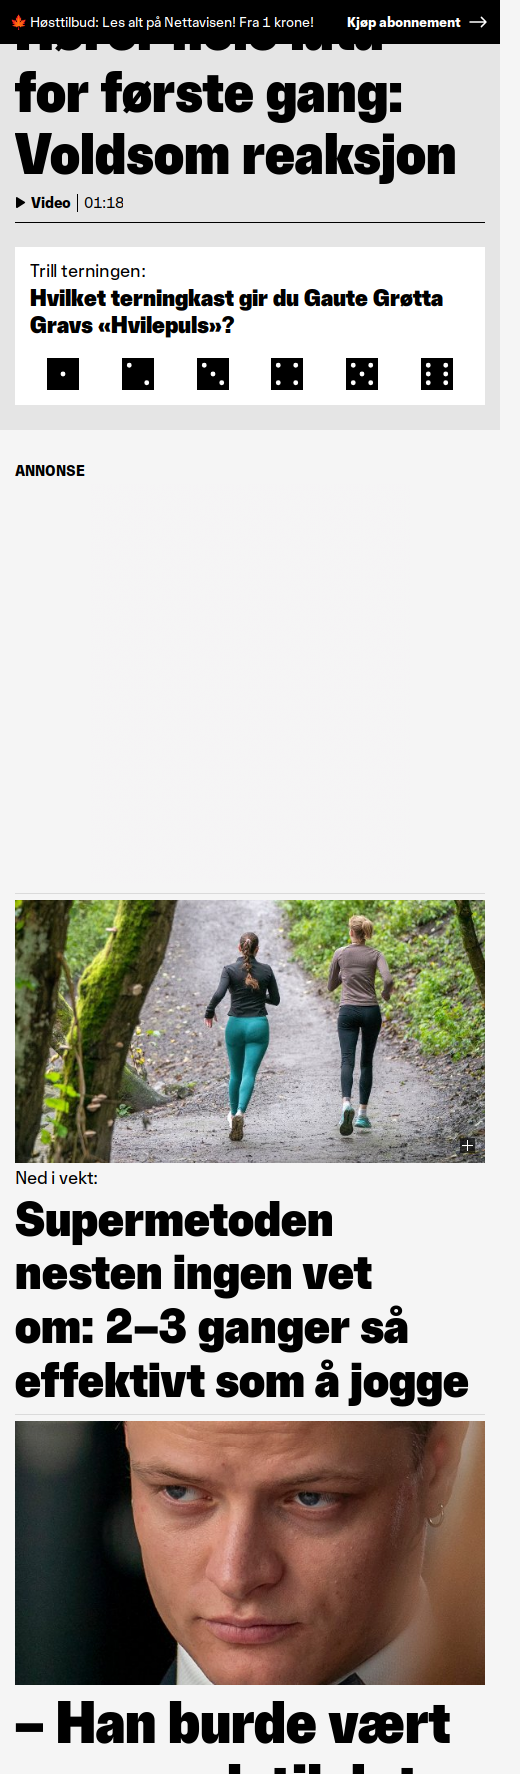 Høsttilbud: Les alt på Nettavisen! Fra 1 krone! Kjøp abonnement
for første gang:
Voldsom reaksjon
Video 01:18
Trill terningen:
Hvilket terningkast gir du Gaute Grøtta
Gravs «Hvilepuls»?
ANNONSE
Ned i vekt:
Supermetoden
nesten ingen vet
om: 2–3 ganger så
effektivt som å jogge
– Han burde vært